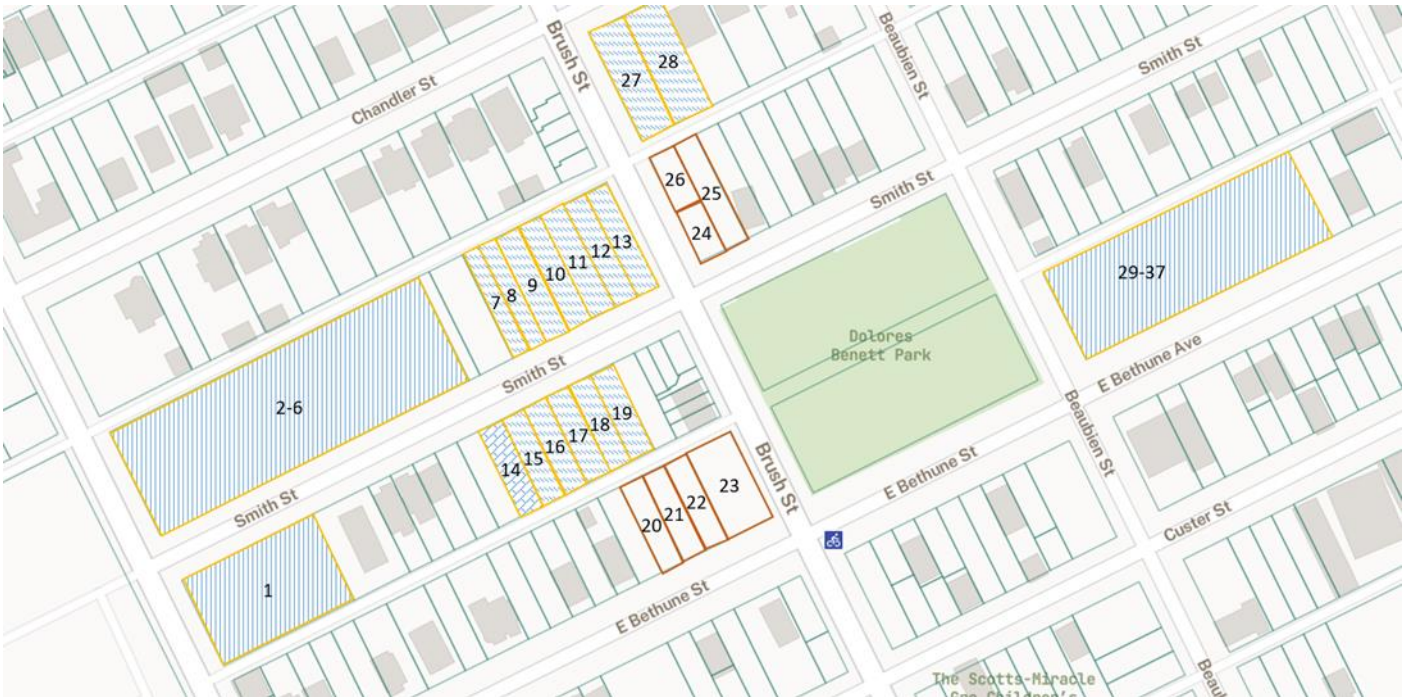 Brush St
Beaubien St
Smith St
28
27
Chandler St
26
25
24
Smith St
13
12
11
10
9
8
7
29-37
Dolores
Benett Park
E Bethune Ave
Smith St
2-6
19
18
17
16
15
14
Beaubien St
Brush St
23
22
21
20
E Bethune St
Smith St
Custer St
1
E Bethune St
The Scotts-Miracle
Gro Children's